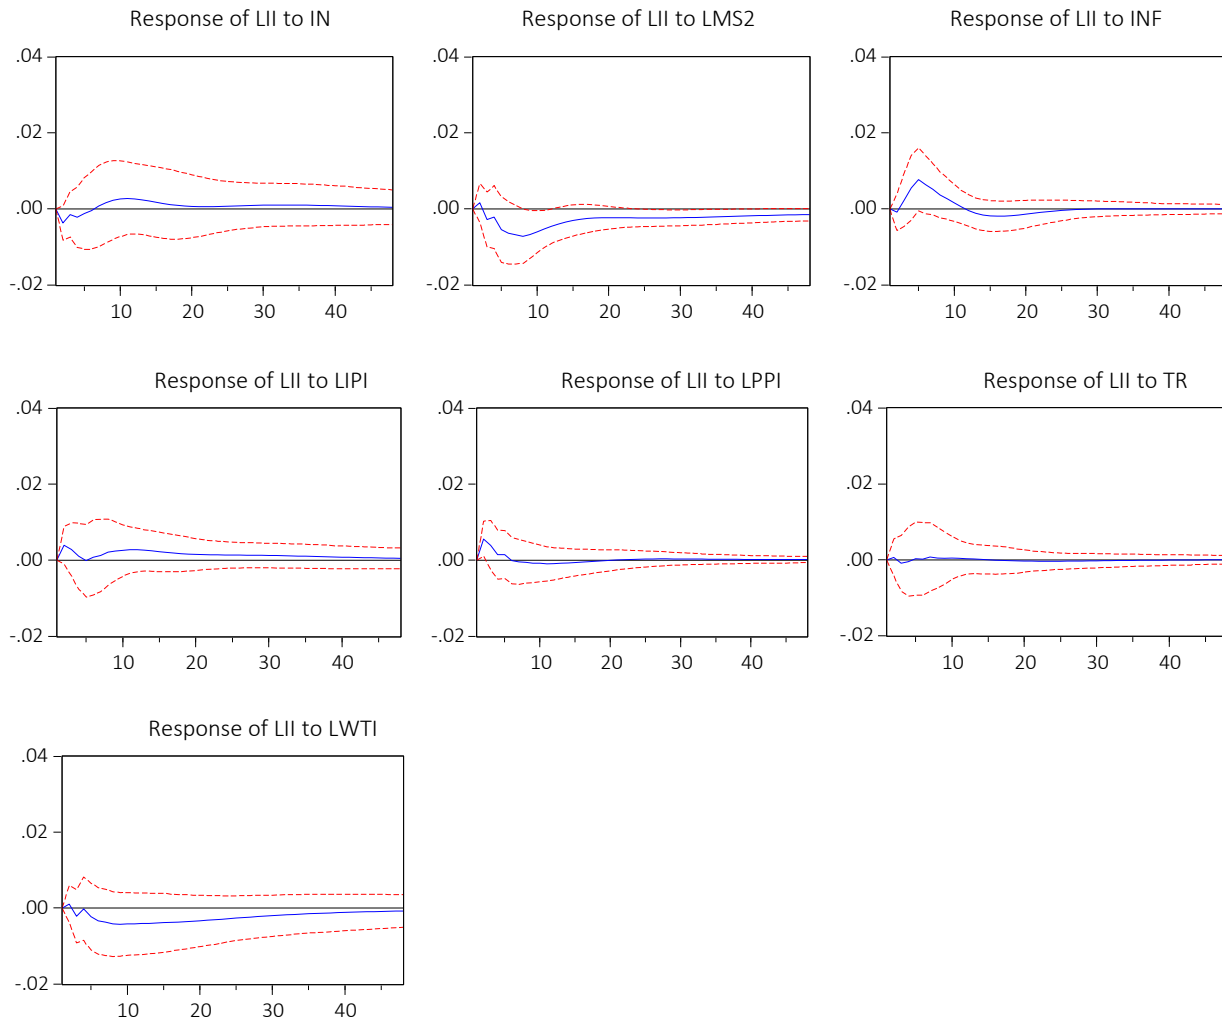 Response of LII to IN
Response of LII to LMS2
Response of LII to INF
.04
.02
.00
-.02
10 20 30 40
.04
.02
.00
-.02
10 20 30 40
.04
.02
.00
-.02
10 20 30 40
Response of LII to LIPI
Response of LII to LPPI
Response of LII to TR
.04
.02
.00
-.02
10 20 30 40
.04
.02
.00
-.02
10 20 30 40
.04
.02
.00
-.02
10 20 30 40
Response of LII to LWTI
.04
.02
.00
-.02
10 20 30 40